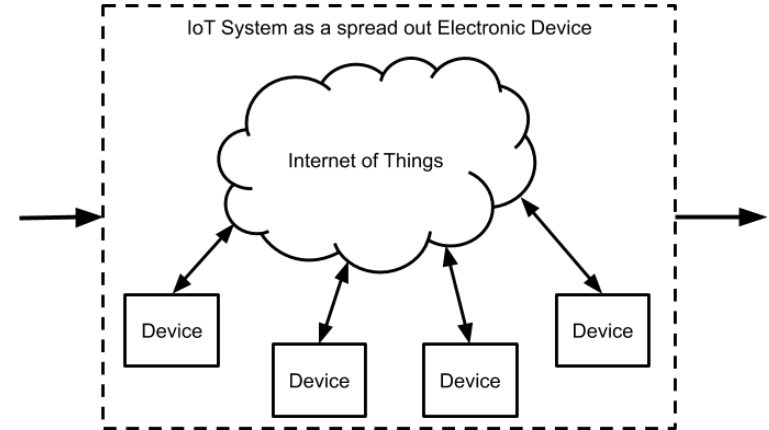 IoT System as a spread out Electronic Device
Internet of Things
Device
Device
Device
Device